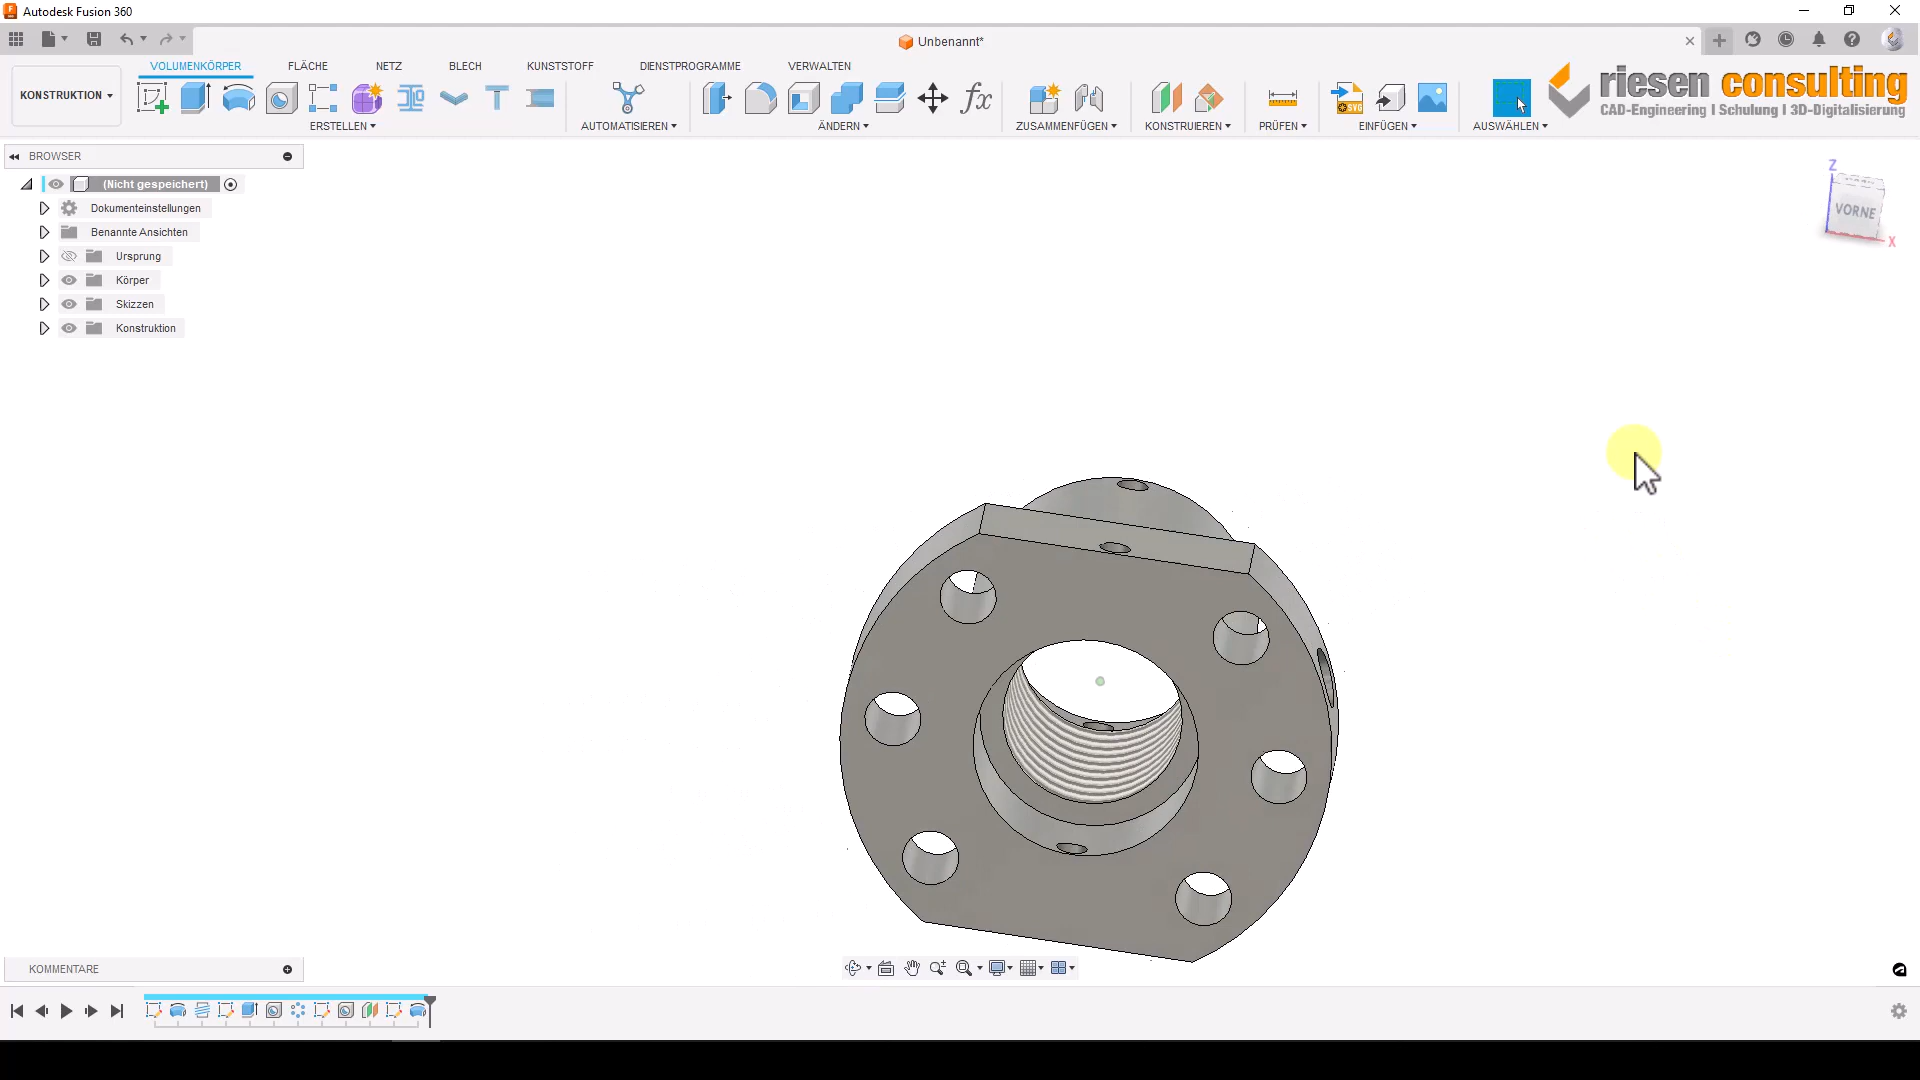 Autodesk Fusion 360
Unbenannt*
VOLUMENKÖRPER
FLÄCHE
NETZ
BLECH
KUNSTSTOFF
DIENSTPROGRAMME
VERWALTEN
KONSTRUKTION
ERSTELLEN
AUTOMATISIEREN
ÄNDERN
ZUSAMMENFÜGEN
KONSTRUIEREN
PRÜFEN
EINFÜGEN
AUSWÄHLEN
fx
SVG
riesen consulting
CAD-Engineering I Schulung I 3D-Digitalisierung
BROWSER
(Nicht gespeichert)
Dokumenteinstellungen
Benannte Ansichten
Ursprung
Körper
Skizzen
Konstruktion
Z
VORNE
X
KOMMENTARE